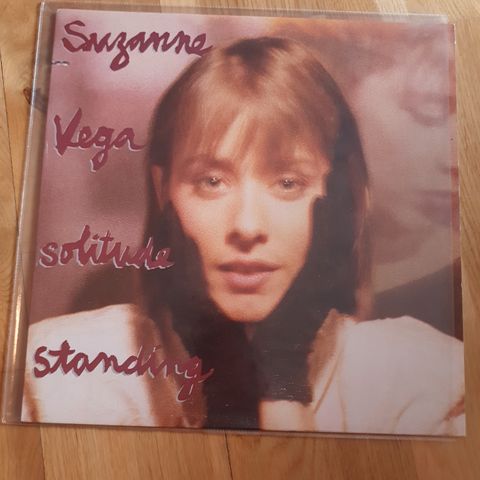 Suzanne
Vega
solitude
standing